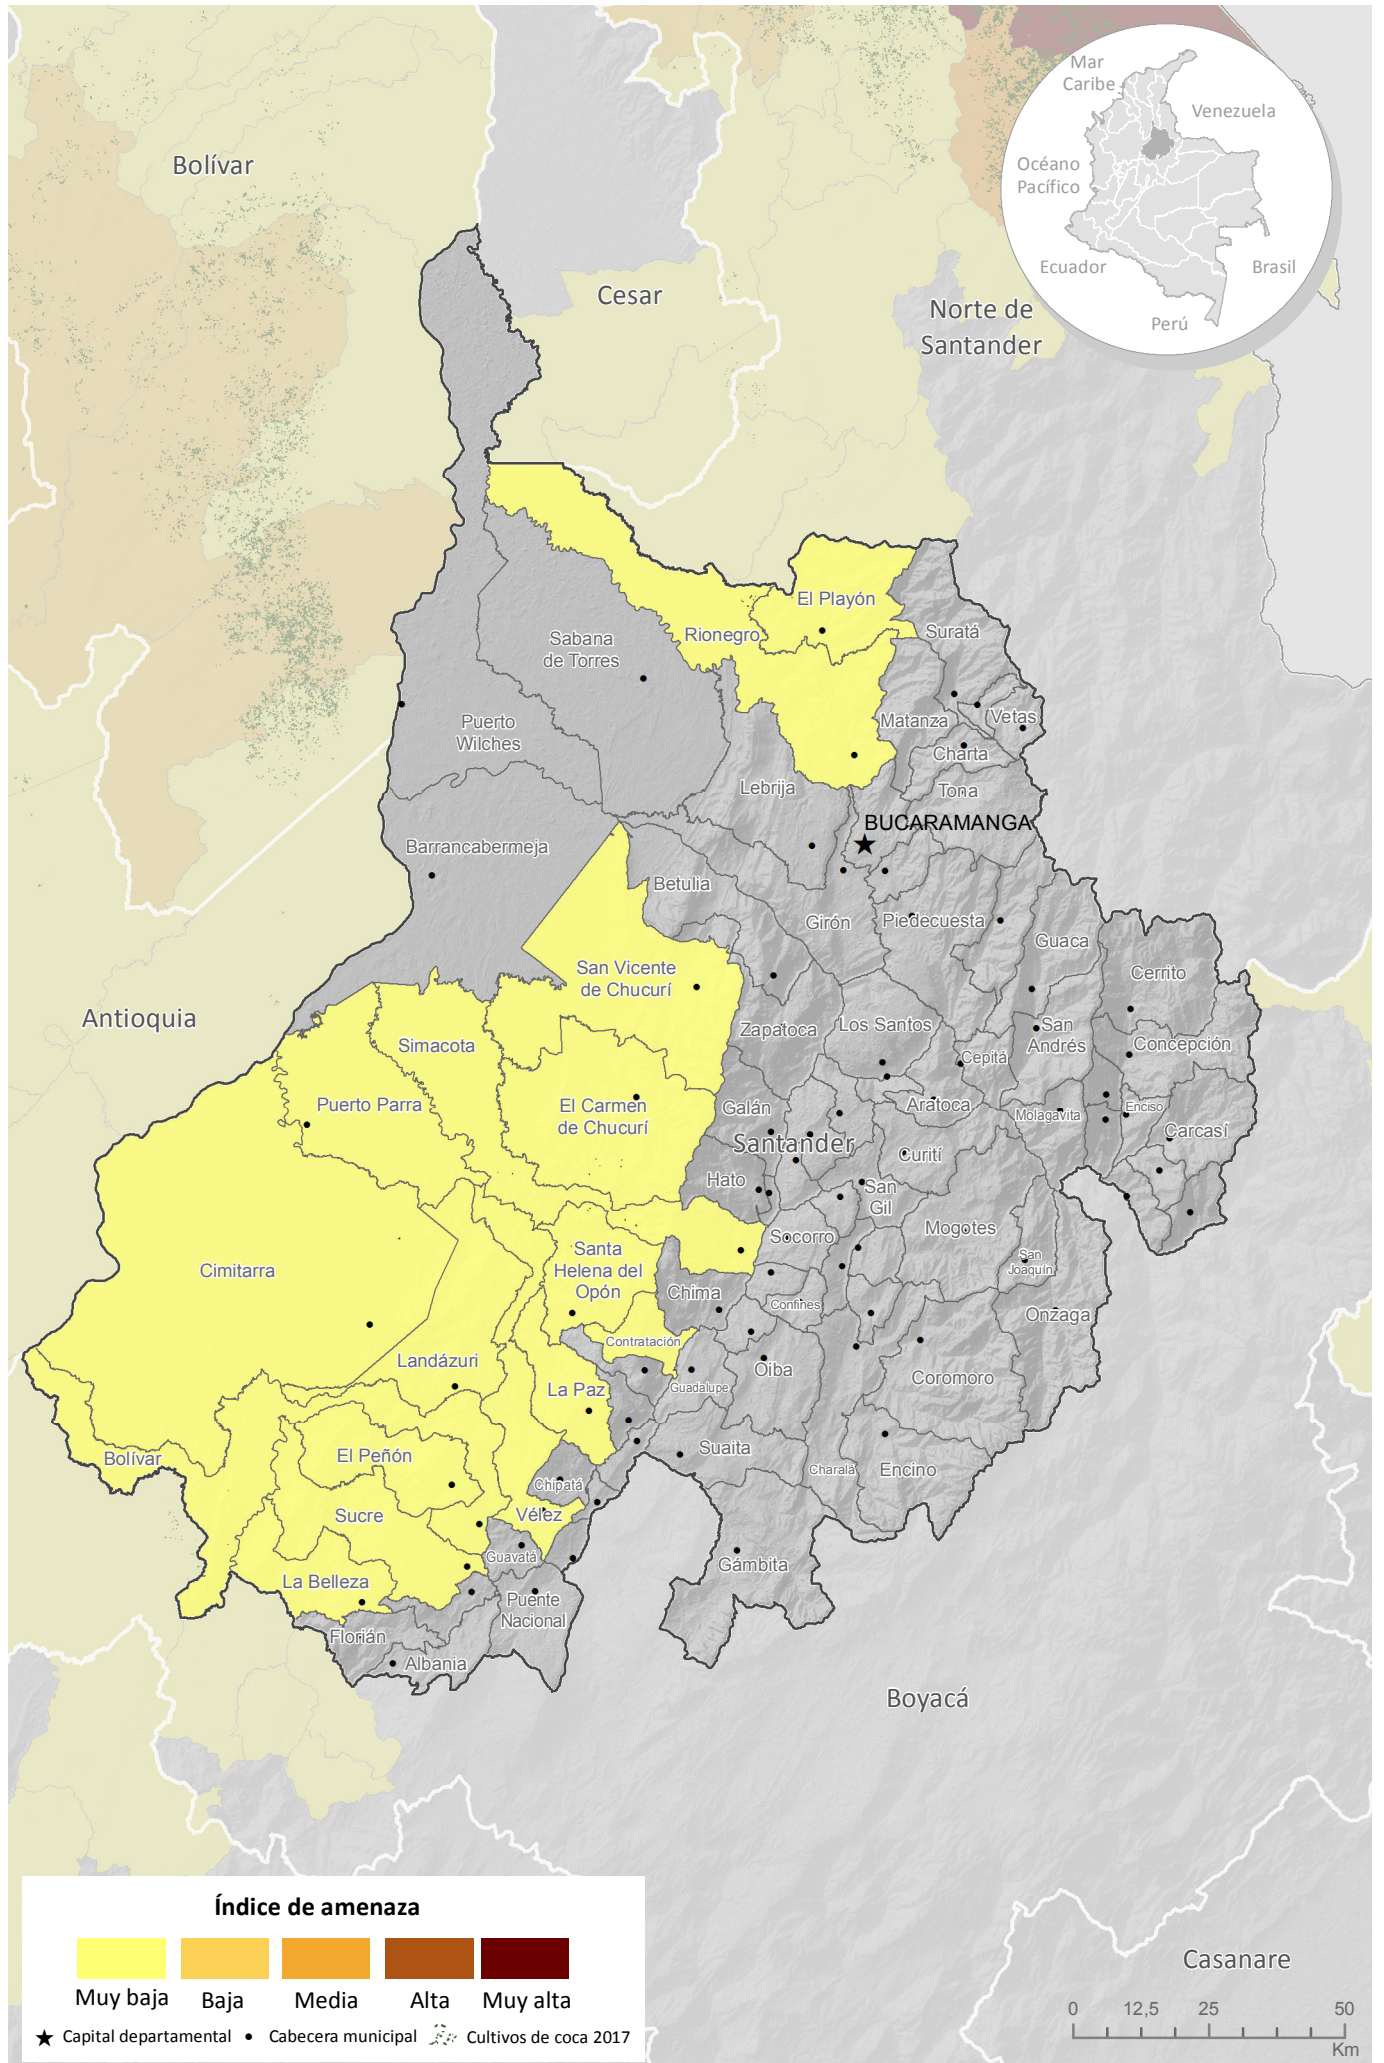 Mar
Caribe
Venezuela
Océano
Pacífico
Ecuador
Brasil
Perú
Bolívar
Cesar
Norte de
Santander
El Playón
Rionegro
Suratá
Sabana
de Torres
Puerto
Wilches
Matanza
Vetas
Charta
Lebrija
Tona
BUCARAMANGA
Barrancabermeja
Betulia
Girón
Piedecuesta
Guaca
Cerrito
San Vicente
de Chucurí
Antioquia
Zapatoca
Los Santos
San
Andrés
Simacota
Cepitá
Concepción
Puerto Parra
El Carmen
de Chucurí
Galán
Aratoca
Molagavita
Enciso
Carcasí
Santander
Curití
Hato
San
Gil
Mogotes
Socorro
San
Joaquín
Cimitarra
Santa
Helena del
Opón
Chima
Confines
Onzaga
Contratación
Landázuri
La Paz
Guadalupe
Oiba
Coromoro
Bolívar
El Peñón
Suaita
Charalá
Encino
Chipatá
Sucre
Vélez
Guavatá
Gámbita
La Belleza
Puente
Nacional
Florián
Albania
Boyacá
Casanare
Índice de amenaza
Muy baja Baja Media Alta Muy alta
Capital departamental Cabecera municipal Cultivos de coca 2017
0 12,5 25 50
Km